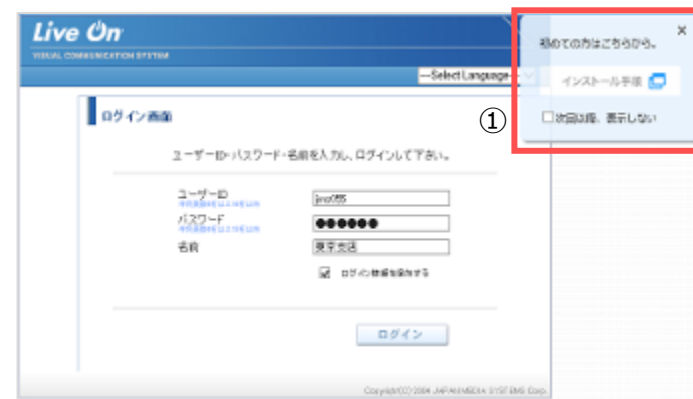 Live On
VISUAL COMMUNICATION SYSTEM
---Select Language---
初めての方はこちらから。
×
インストール手順
次回以降、表示しない
①
ログイン画面
ユーザーID・パスワード・名前を入力し、ログインして下さい。
ユーザーID
パスワード
●●●●●●
名前
東京支店
ログイン情報を保存する
ログイン
Copyright(C) 2004 JAPAN MEDIA SYSTEMS Corp.